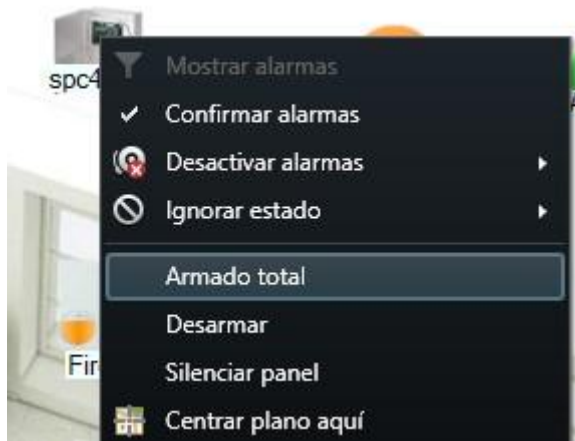 spc4
Mostrar alarmas
Confirmar alarmas
Desactivar alarmas
Ignorar estado
Armado total
Desarmar
Fir
Silenciar panel
Centrar plano aquí